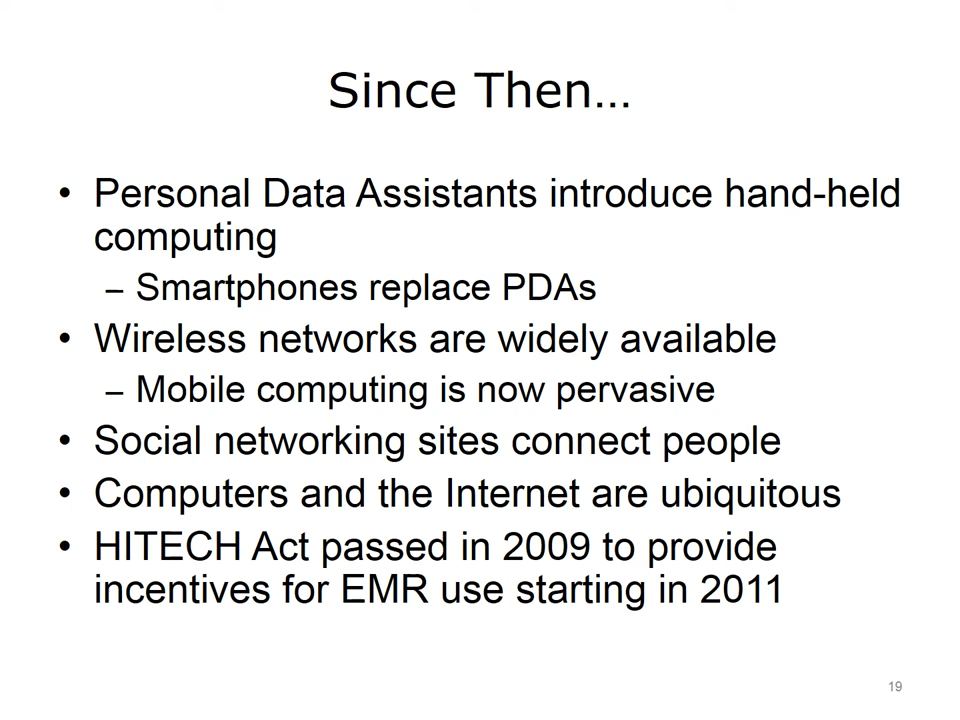 Since Then…
• Personal Data Assistants introduce hand-held
computing
– Smartphones replace PDAs
• Wireless networks are widely available
– Mobile computing is now pervasive
• Social networking sites connect people
• Computers and the Internet are ubiquitous
• HITECH Act passed in 2009 to provide
incentives for EMR use starting in 2011
19